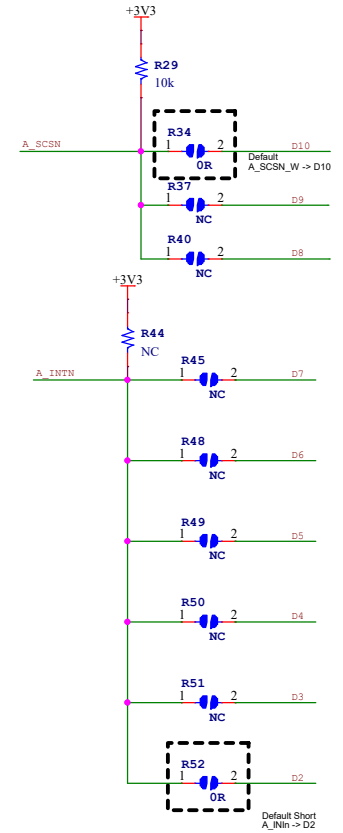 +3V3
R29
10k
A_SCSN
R34
1 2
0R
D10
Default
A_SCSN_W -> D10
R37
1 2
NC
D9
R40
1 2
NC
D8
+3V3
R44
NC
A_INTN
R45
1 2
NC
D7
R48
1 2
NC
D6
R49
1 2
NC
D5
R50
1 2
NC
D4
R51
1 2
NC
D3
R52
1 2
0R
D2
Default Short
A_INIn -> D2